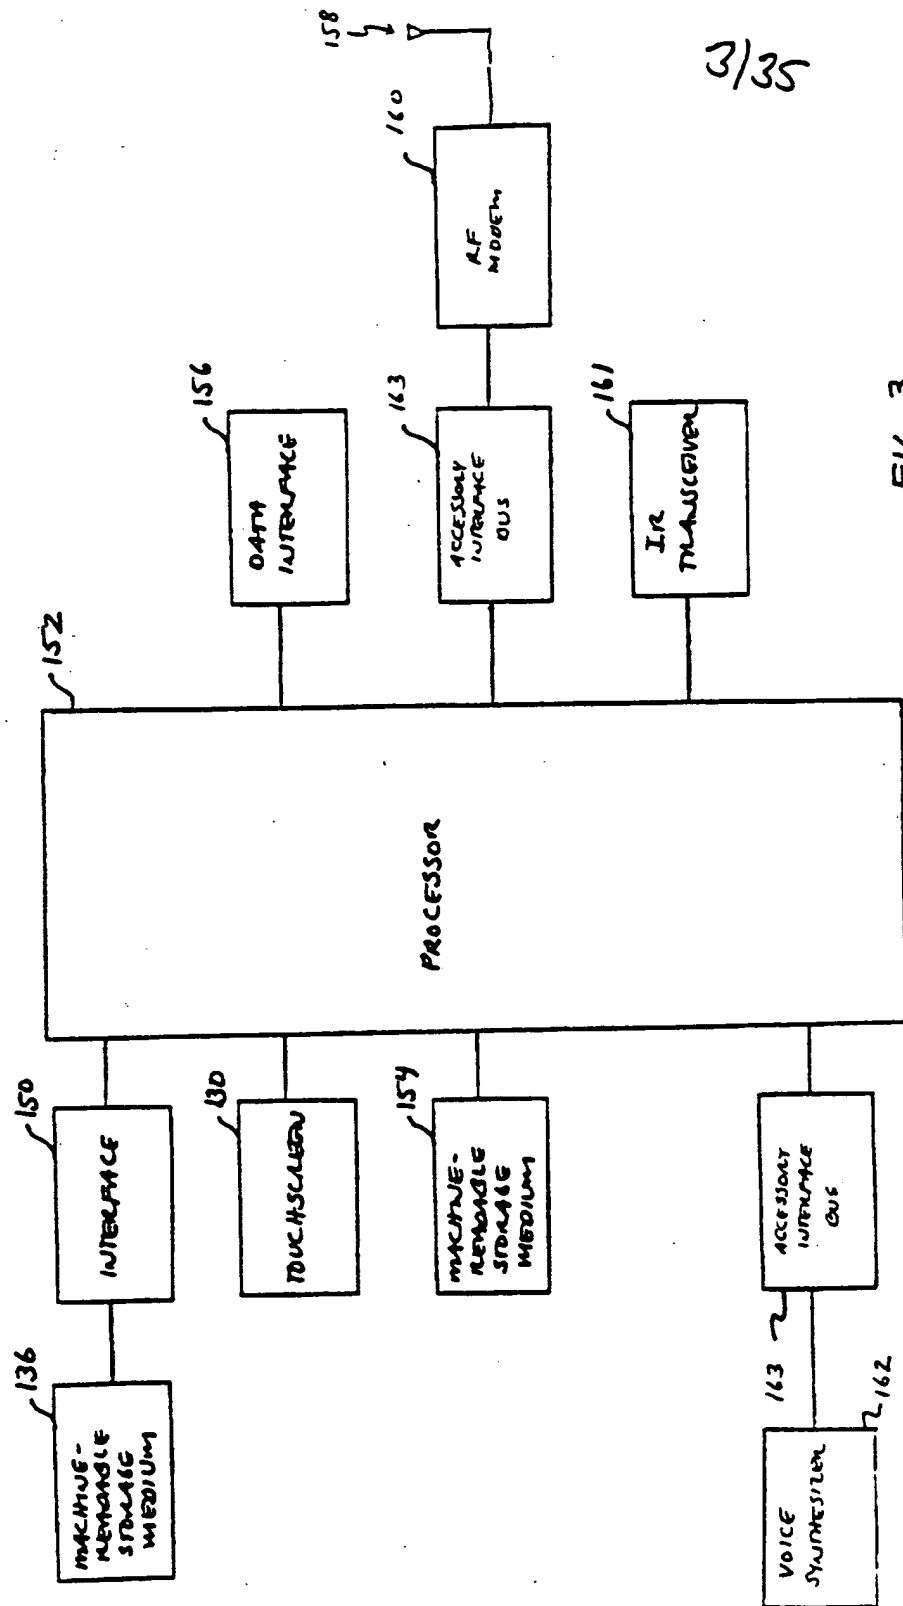 3/35
158
160
RF
MODEM
156
DATA
INTERFACE
163
ACCESSORY
INTERFACE
BUS
161
IR
TRANSCEIVER
152
PROCESSOR
150
INTERFACE
130
TOUCHSCREEN
154
MACHINE-
READABLE
STORAGE
MEDIUM
136
MACHINE-
READABLE
STORAGE
MEDIUM
ACCESSORY
INTERFACE
BUS
163
162
VOICE
SYNTHESIZER